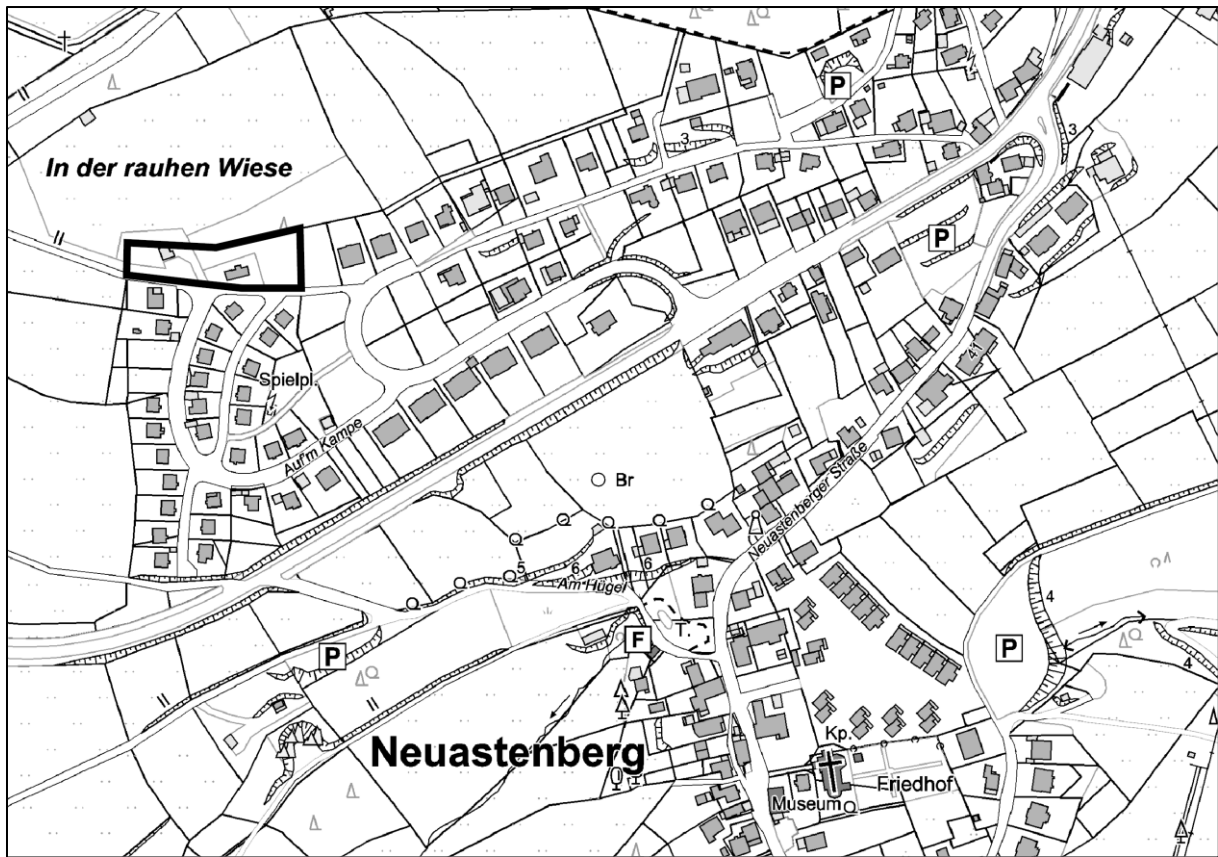 P
3
3
In der rauhen Wiese
P
41
Spielpl.
Auf'm Kampe
Br
Neuastenberger Straße
5
6
6
Am Hügel
4
T.
F
P
P
4
Neuastenberg
Kp.
Friedhof
Museum